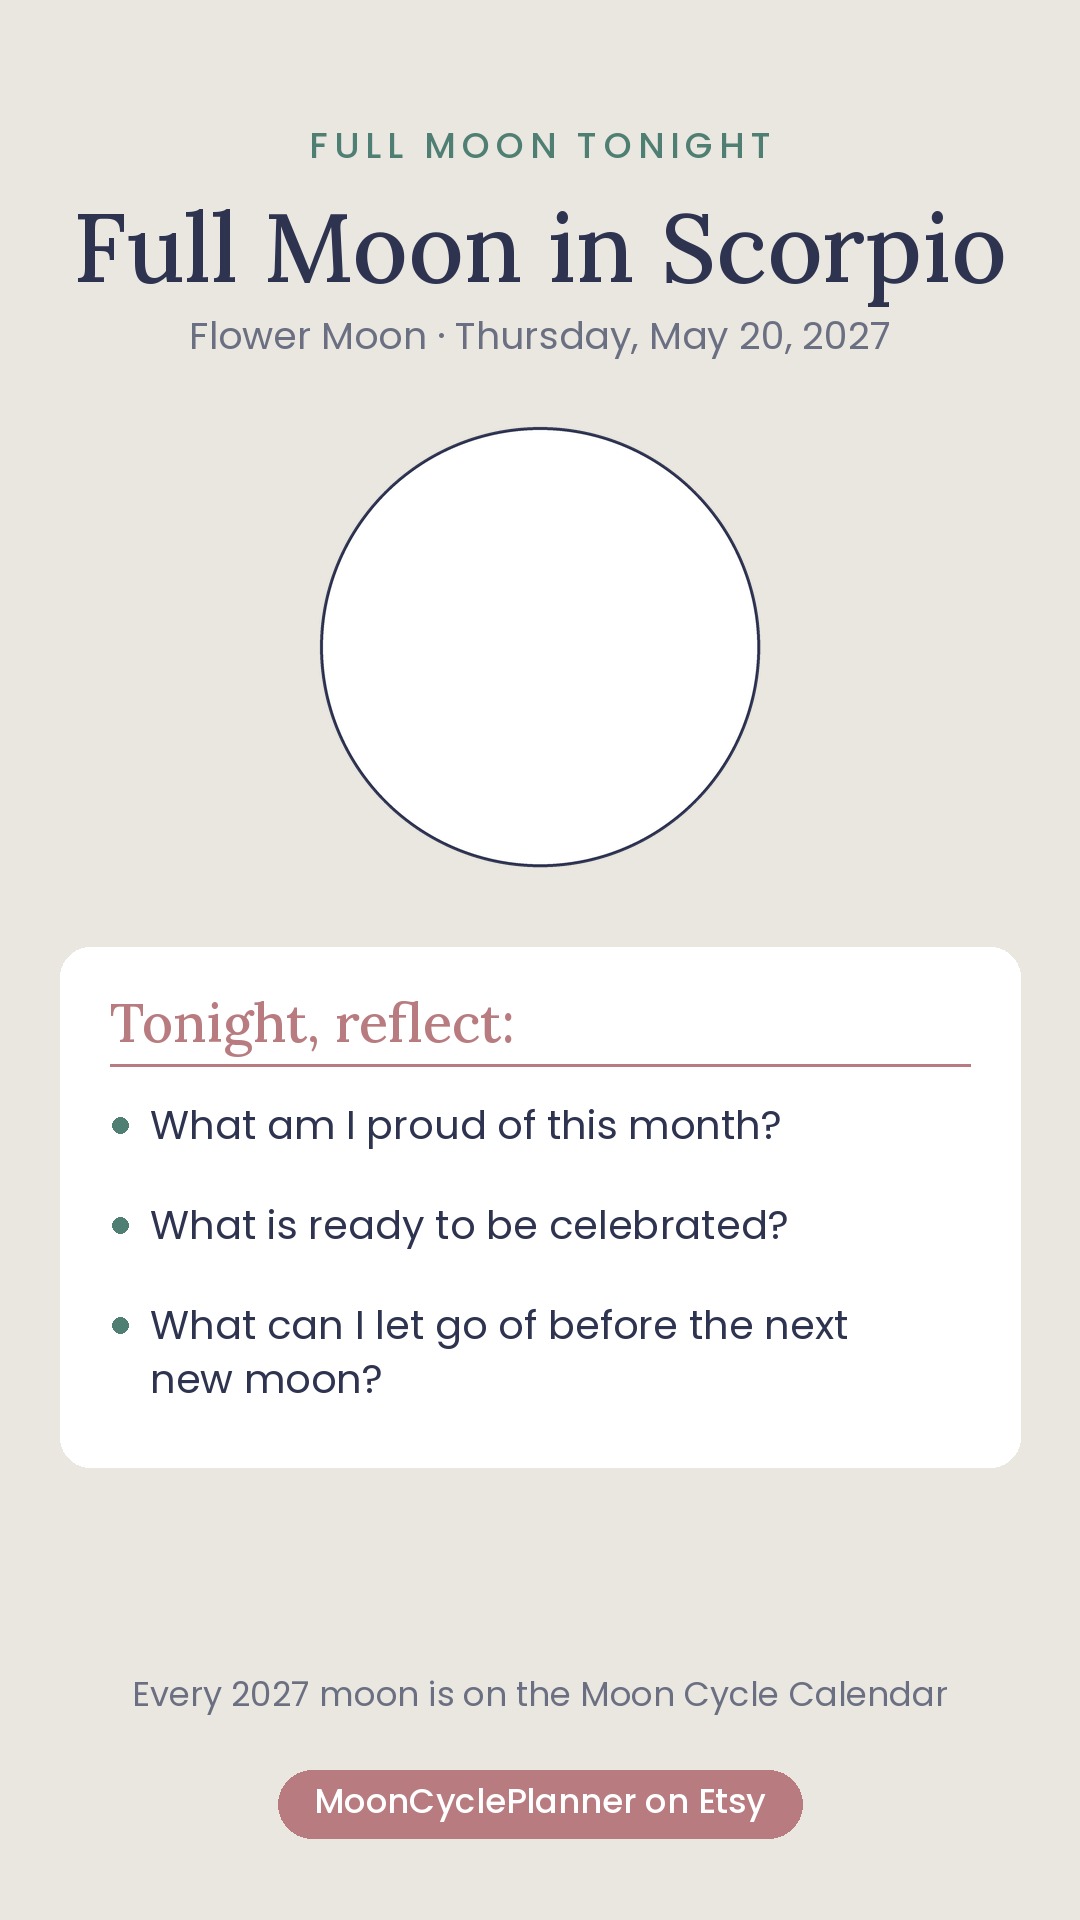 FULL MOON TONIGHT
Full Moon in Scorpio
Flower Moon · Thursday, May 20, 2027
Tonight, reflect:
What am I proud of this month?
What is ready to be celebrated?
What can I let go of before the next
new moon?
Every 2027 moon is on the Moon Cycle Calendar
MoonCyclePlanner on Etsy